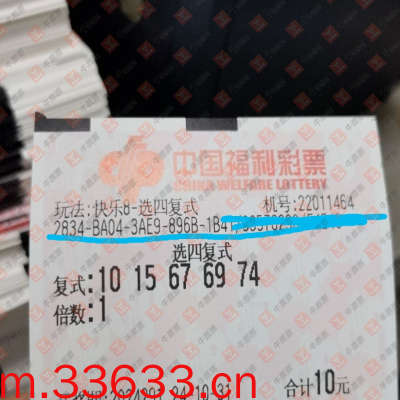 中国福利彩票
CHINA WELFARE LOTTERY
玩法:快乐8-选四复式 机号:22011464
2834-BA04-3AE9-896B-1B4
选四复式
复式:10 15 67 69 74
倍数:1
m.33633.cn
合计10元